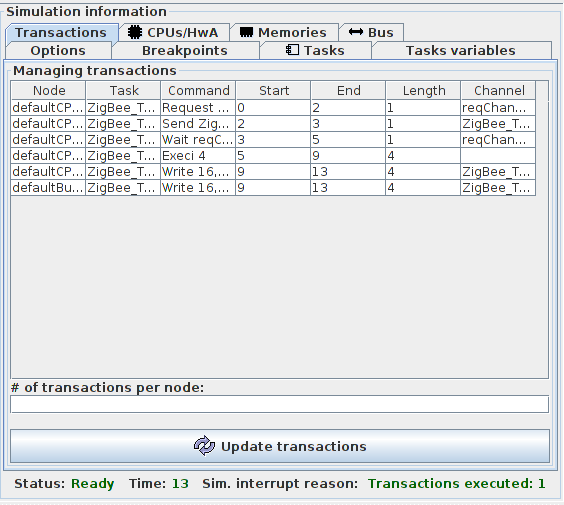 Simulation information
Transactions CPUs/HwA Memories Bus
Options Breakpoints Tasks Tasks variables
Managing transactions
Node Task Command Start End Length Channel
defaultCP... ZigBee_T... Request ... 0 2 1 reqChan...
defaultCP... ZigBee_T... Send Zig... 2 3 1 ZigBee_T...
defaultCP... ZigBee_T... Wait reqC... 3 5 1 reqChan...
defaultCP... ZigBee_T... Execi 4 5 9 4
defaultCP... ZigBee_T... Write 16,... 9 13 4 ZigBee_T...
defaultBu... ZigBee_T... Write 16,... 9 13 4 ZigBee_T...
# of transactions per node:
Update transactions
Status: Ready Time: 13 Sim. interrupt reason: Transactions executed: 1